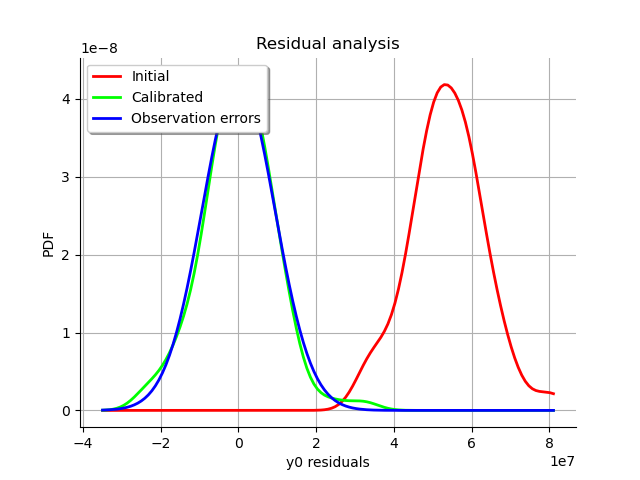 Residual analysis
1e−8
Initial
Calibrated
Observation errors
4
3
2
1
0
PDF
−4
−2
0
2
4
6
8
1e7
y0 residuals